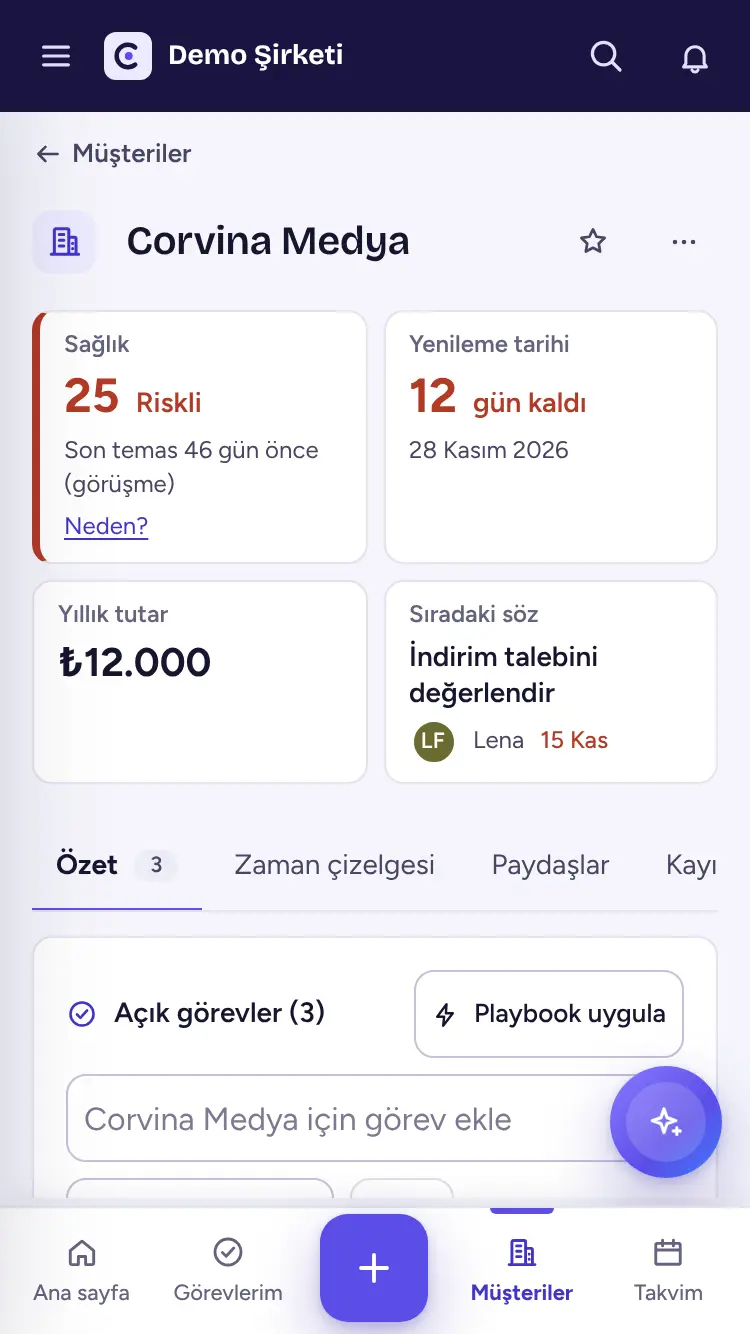 Demo Şirketi
Müşteriler
Corvina Medya
Sağlık
25 Riskli
Son temas 46 gün önce
(görüşme)
Neden?
Yenileme tarihi
12 gün kaldı
28 Kasım 2026
Yıllık tutar
₺12.000
Sıradaki söz
İndirim talebini
değerlendir
LF Lena 15 Kas
Özet 3 Zaman çizelgesi Paydaşlar Kayı
Açık görevler (3)
Playbook uygula
Corvina Medya için görev ekle
Ana sayfa Görevlerim Müşteriler Takvim